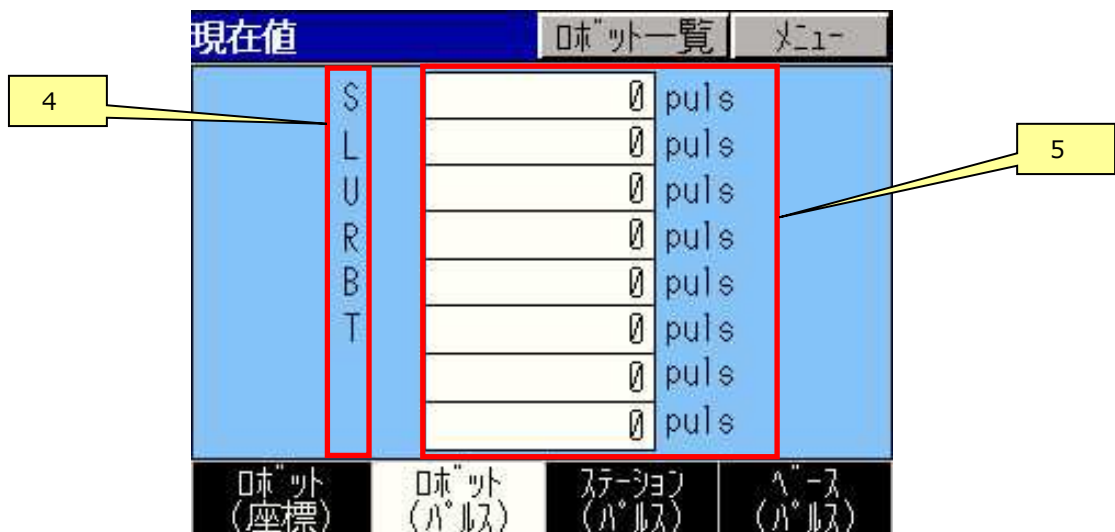 現在値 ﾛﾎﾞｯﾄ一覧 ﾒﾆｭｰ
4
S 0 puls
L 0 puls
U 0 puls
5
R 0 puls
B 0 puls
T 0 puls
0 puls
0 puls
ﾛﾎﾞｯﾄ
(座標)
ﾛﾎﾞｯﾄ
(ﾊﾟﾙｽ)
ｽﾃｰｼｮﾝ
(ﾊﾟﾙｽ)
ﾍﾞｰｽ
(ﾊﾟﾙｽ)